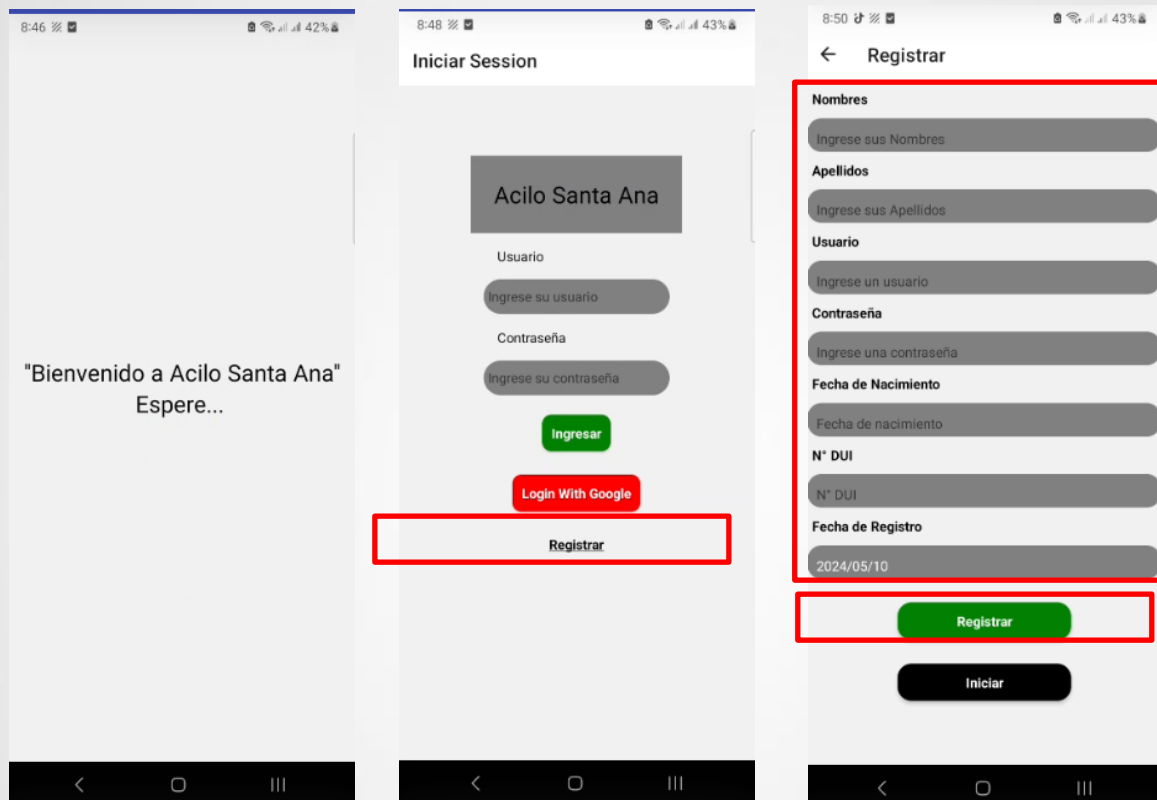 8:46
42%
"Bienvenido a Acilo Santa Ana"
Espere...
8:48
43%
Iniciar Session
Acilo Santa Ana
Usuario
Ingrese su usuario
Contraseña
Ingrese su contraseña
Ingresar
Login With Google
Registrar
8:50
43%
Registrar
Nombres
Ingrese sus Nombres
Apellidos
Ingrese sus Apellidos
Usuario
Ingrese un usuario
Contraseña
Ingrese una contraseña
Fecha de Nacimiento
Fecha de nacimiento
N° DUI
N° DUI
Fecha de Registro
2024/05/10
Registrar
Iniciar